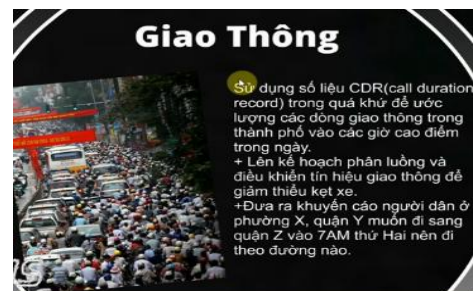 Giao Thông
Sử dụng số liệu CDR(call duration
record) trong quá khứ để ước
lượng các dòng giao thông trong
thành phố vào các giờ cao điểm
trong ngày.
+ Lên kế hoạch phân luồng và
điều khiển tín hiệu giao thông để
giảm thiểu kẹt xe.
+Đưa ra khuyến cáo người dân ở
phường X, quận Y muốn đi sang
quận Z vào 7AM thứ Hai nên đi
theo đường nào.